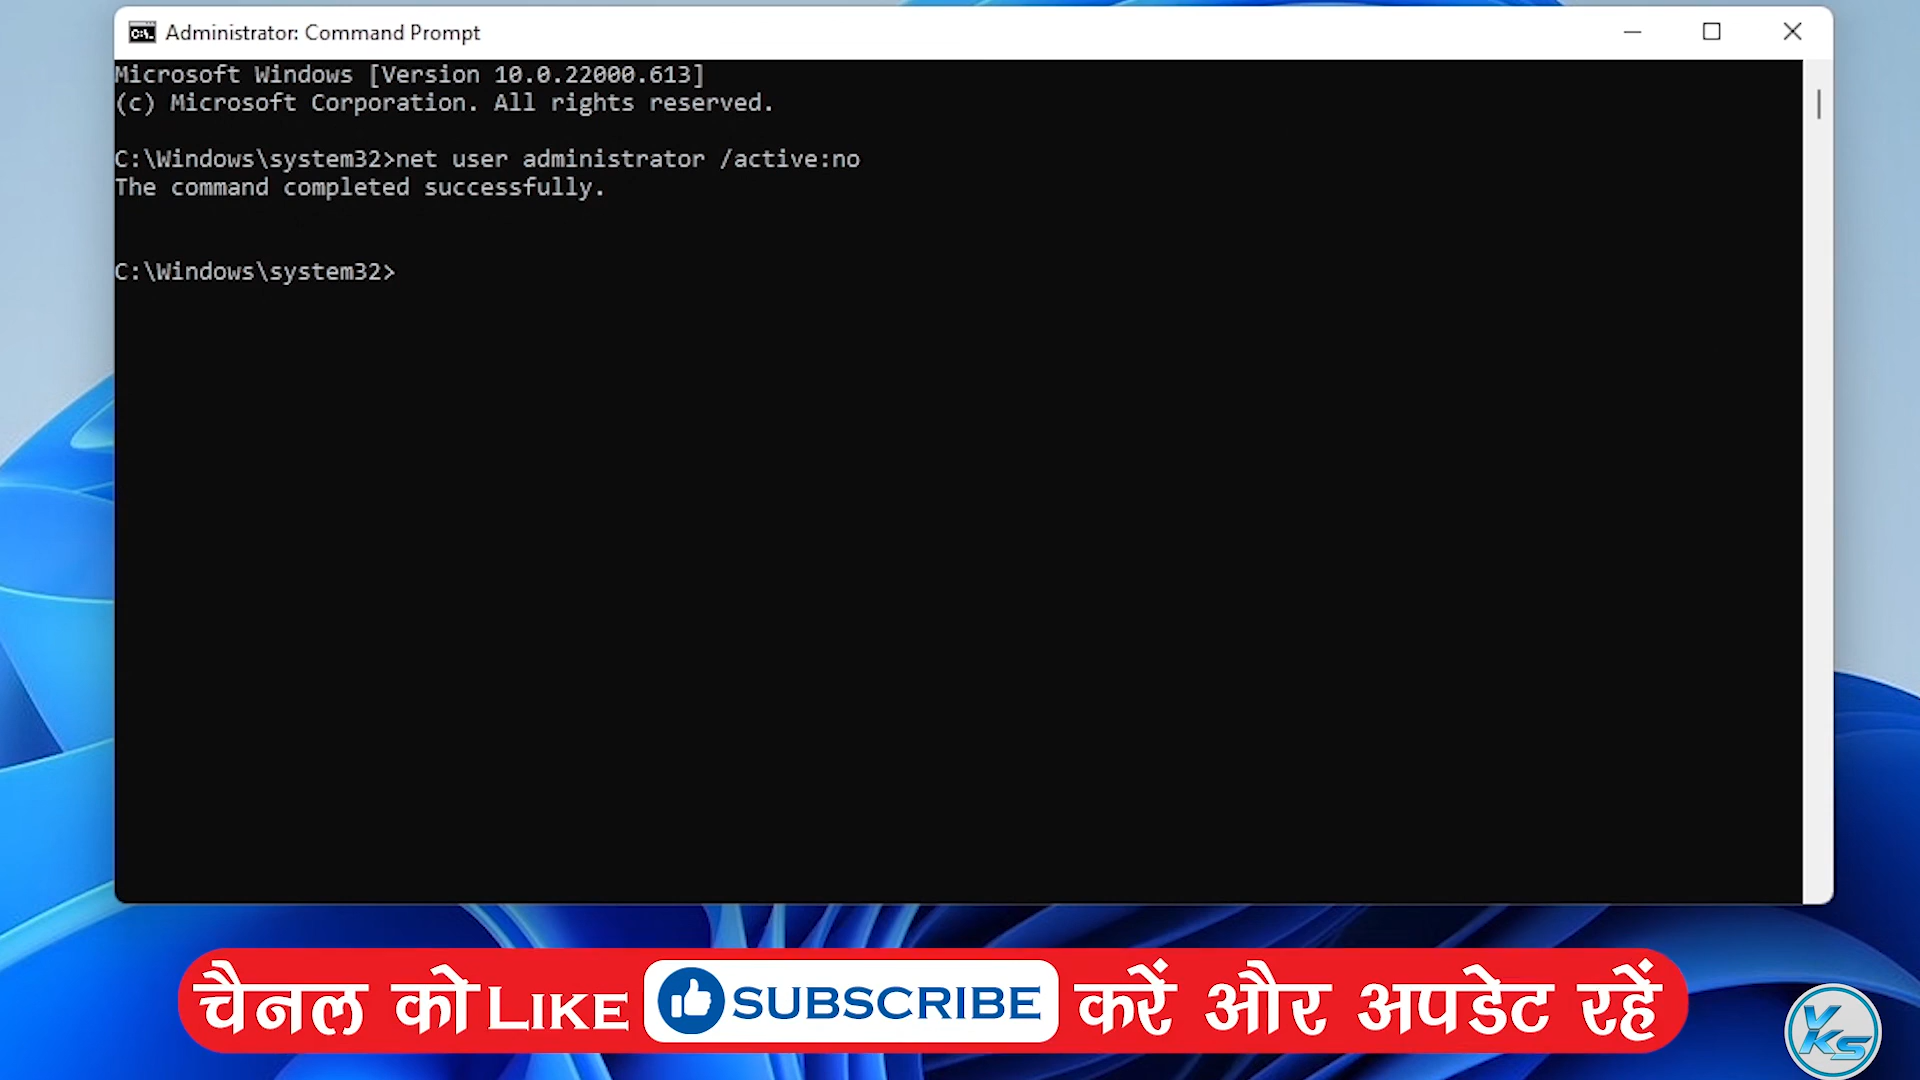 Administrator: Command Prompt
Microsoft Windows [Version 10.0.22000.613]
(c) Microsoft Corporation. All rights reserved.
C:\Windows\system32>net user administrator /active:no
The command completed successfully.
C:\Windows\system32>
चैनल को LIKE SUBSCRIBE करें और अपडेट रहें
YKS